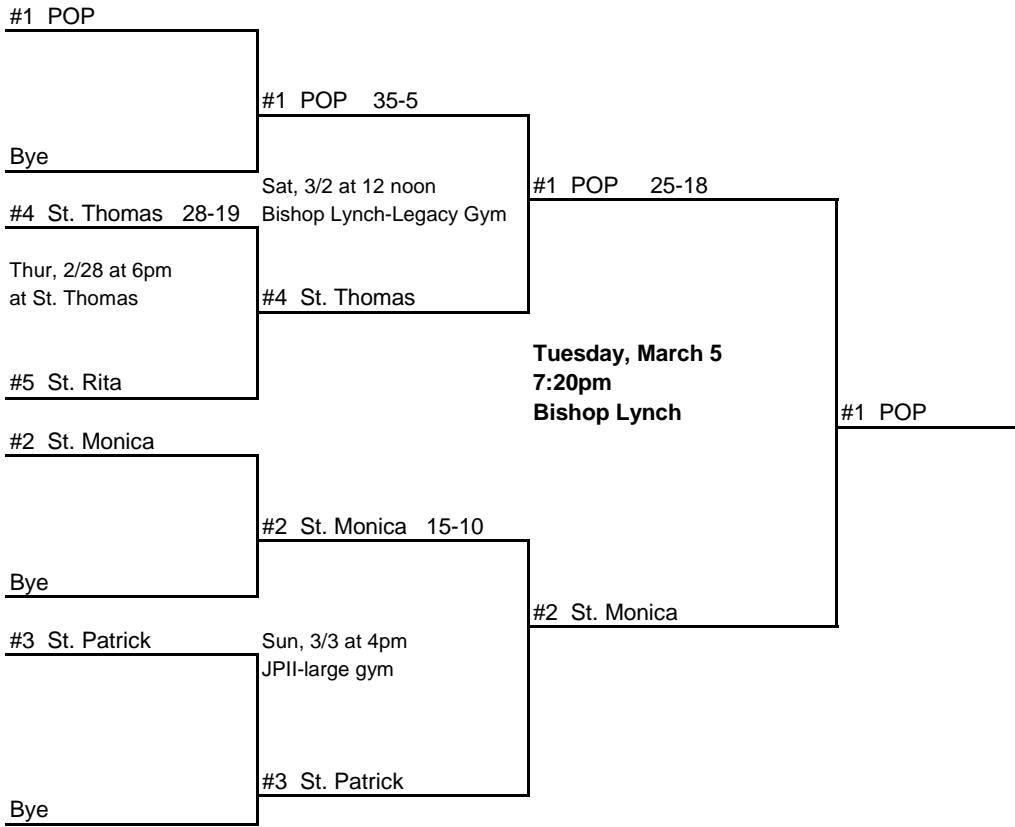 #1 POP
#1 POP 35-5
Bye
Sat, 3/2 at 12 noon
Bishop Lynch-Legacy Gym
#1 POP 25-18
#4 St. Thomas 28-19
Thur, 2/28 at 6pm
at St. Thomas
#4 St. Thomas
Tuesday, March 5
7:20pm
Bishop Lynch
#5 St. Rita
#1 POP
#2 St. Monica
#2 St. Monica 15-10
Bye
#2 St. Monica
#3 St. Patrick
Sun, 3/3 at 4pm
JPII-large gym
#3 St. Patrick
Bye